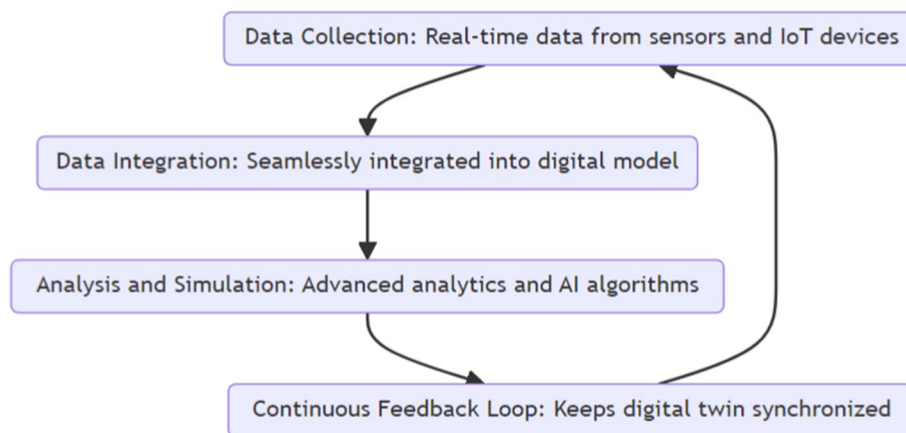 Data Collection: Real-time data from sensors and IoT devices
Data Integration: Seamlessly integrated into digital model
Analysis and Simulation: Advanced analytics and AI algorithms
Continuous Feedback Loop: Keeps digital twin synchronized